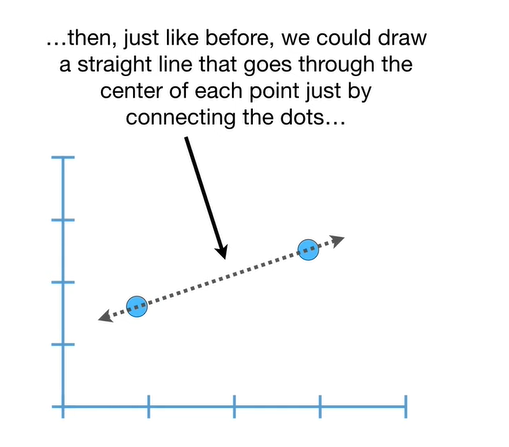 …then, just like before, we could draw
a straight line that goes through the
center of each point just by
connecting the dots…